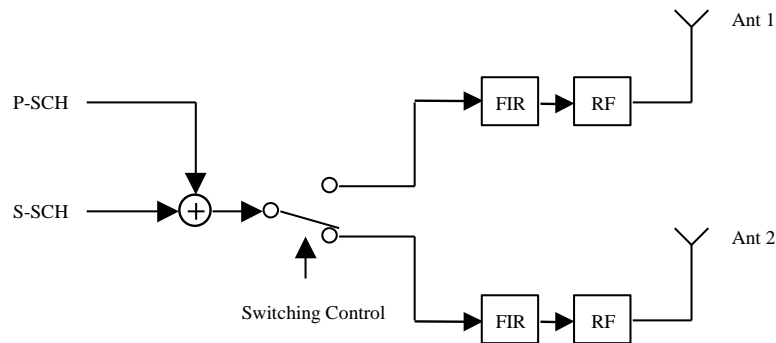 Ant 1
FIR
RF
P-SCH
S-SCH
Ant 2
Switching Control
FIR
RF